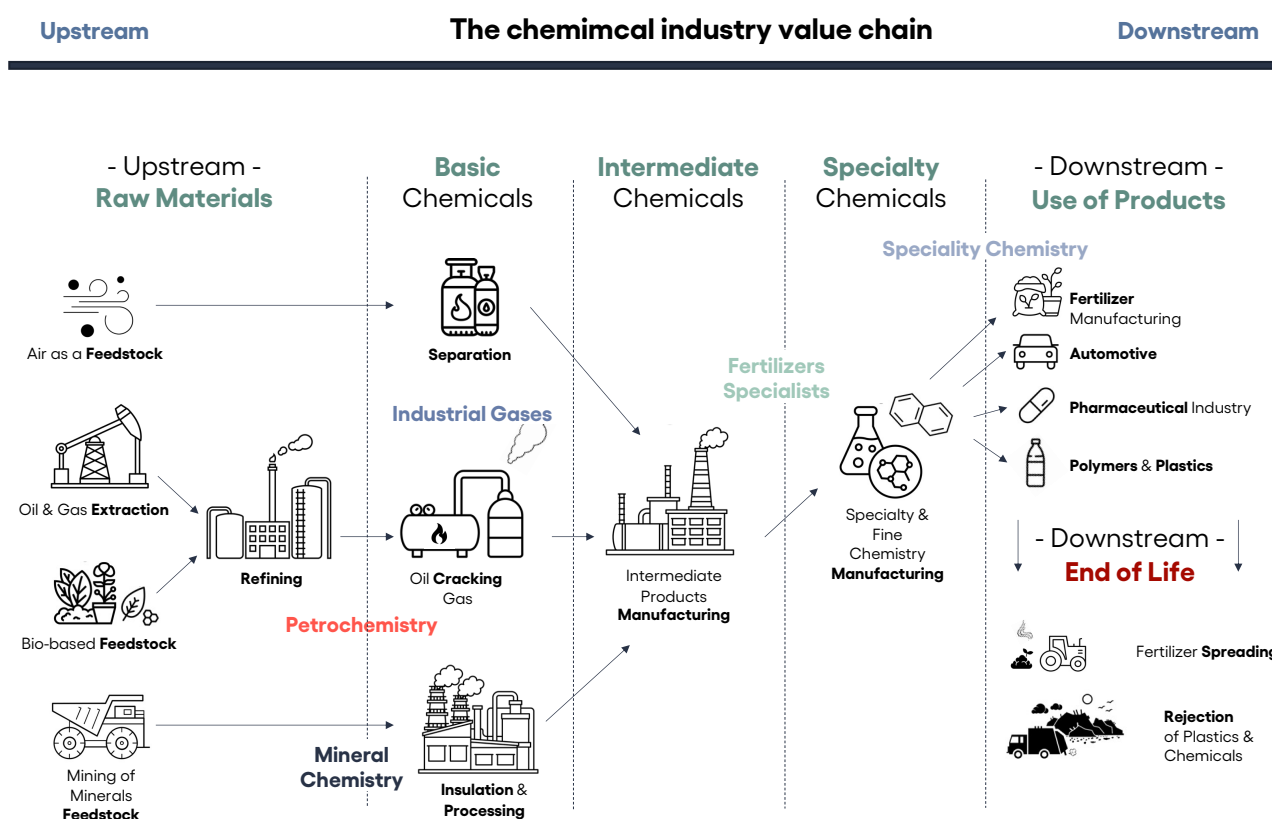 Upstream
The chemimcal industry value chain
Downstream
- Upstream -
Raw Materials
Basic
Chemicals
Intermediate
Chemicals
Specialty
Chemicals
- Downstream -
Use of Products
Speciality Chemistry
Air as a Feedstock
Separation
Fertilizer
Manufacturing
Automotive
Fertilizers
Specialists
Industrial Gases
Pharmaceutical Industry
Polymers & Plastics
Oil & Gas Extraction
Refining
Oil Cracking
Gas
Intermediate
Products
Manufacturing
Specialty &
Fine
Chemistry
Manufacturing
- Downstream -
End of Life
Bio-based Feedstock
Petrochemistry
Fertilizer Spreading
Mineral
Chemistry
Mining of
Minerals
Feedstock
Insulation &
Processing
Rejection
of Plastics &
Chemicals